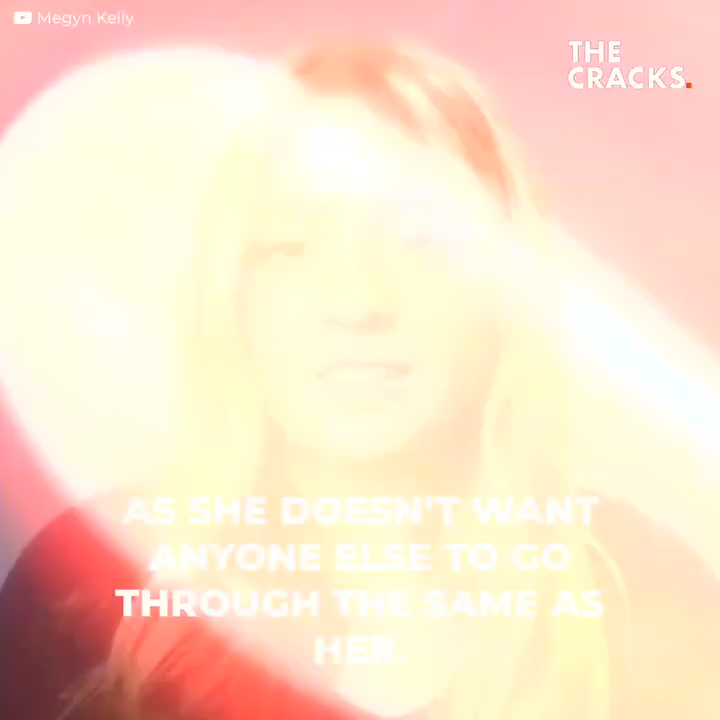 Megyn Kelly
THE
CRACKS.
AS SHE DOESN'T WANT
ANYONE ELSE TO GO
THROUGH THE SAME AS
HER.